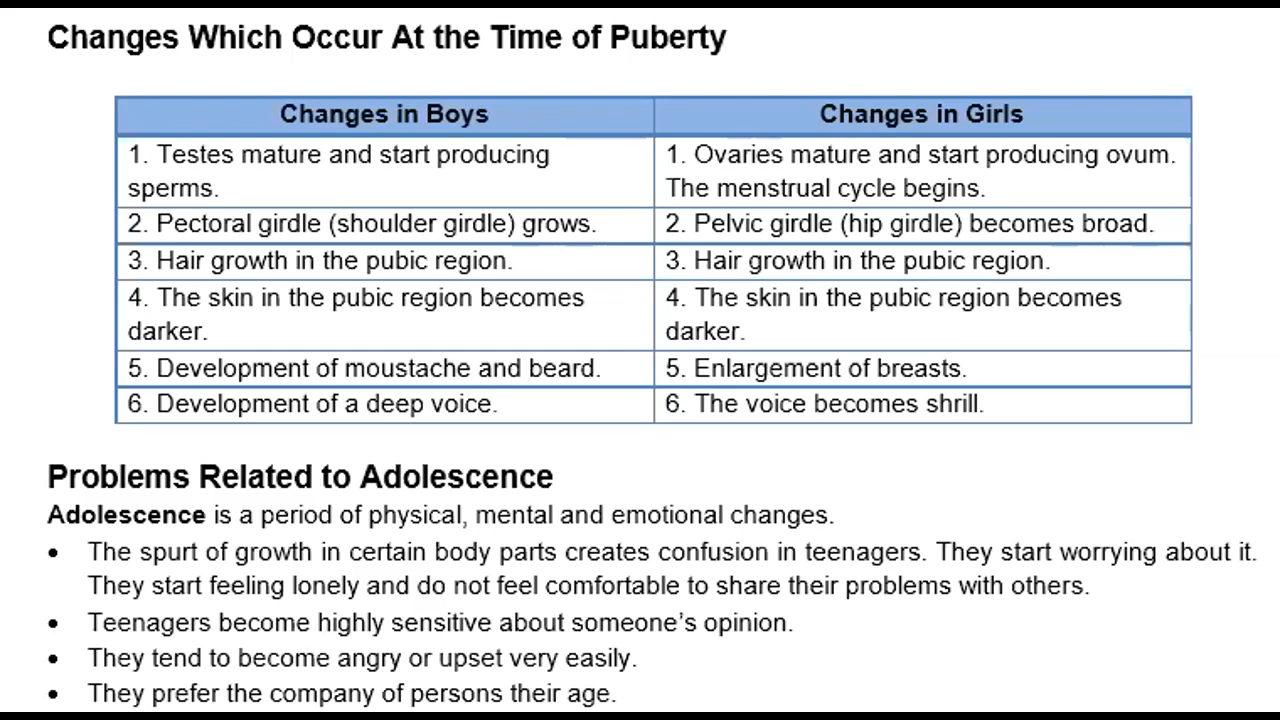 Changes Which Occur At the Time of Puberty
Changes in Boys
Changes in Girls
1. Testes mature and start producing
sperms.
1. Ovaries mature and start producing ovum.
The menstrual cycle begins.
2. Pectoral girdle (shoulder girdle) grows.
2. Pelvic girdle (hip girdle) becomes broad.
3. Hair growth in the pubic region.
3. Hair growth in the pubic region.
4. The skin in the pubic region becomes
darker.
4. The skin in the pubic region becomes
darker.
5. Development of moustache and beard.
5. Enlargement of breasts.
6. Development of a deep voice.
6. The voice becomes shrill.
Problems Related to Adolescence
Adolescence is a period of physical, mental and emotional changes.
• The spurt of growth in certain body parts creates confusion in teenagers. They start worrying about it.
They start feeling lonely and do not feel comfortable to share their problems with others.
• Teenagers become highly sensitive about someone’s opinion.
• They tend to become angry or upset very easily.
• They prefer the company of persons their age.